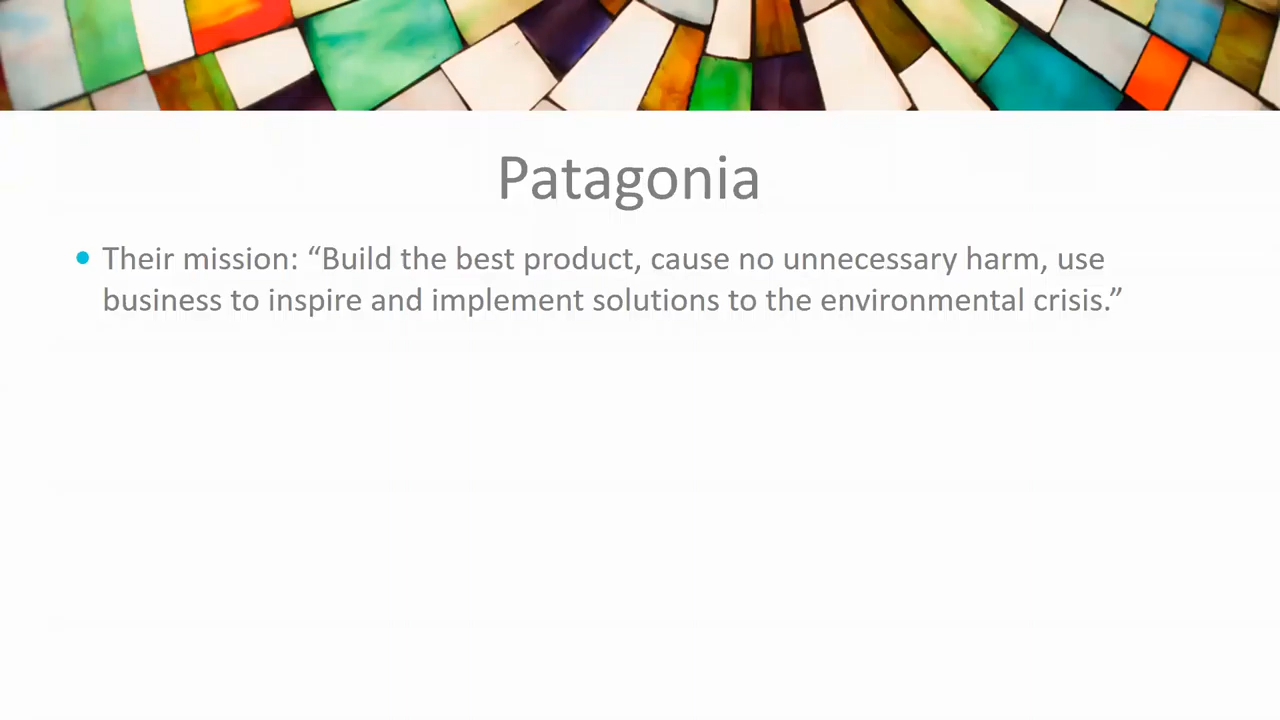 Patagonia
• Their mission: “Build the best product, cause no unnecessary harm, use
business to inspire and implement solutions to the environmental crisis.”